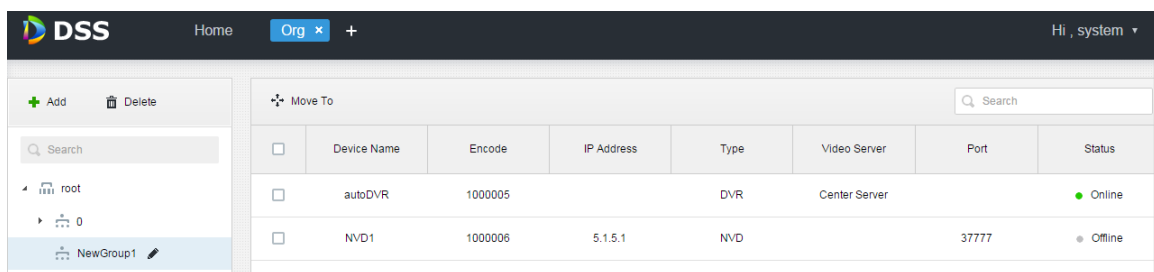 DSS Home Org × + Hi , system
Add Delete
Move To
Search
Search
Device Name Encode IP Address Type Video Server Port Status
root
autoDVR 1000005 DVR Center Server Online
0
NVD1 1000006 5.1.5.1 NVD 37777 Offline
NewGroup1